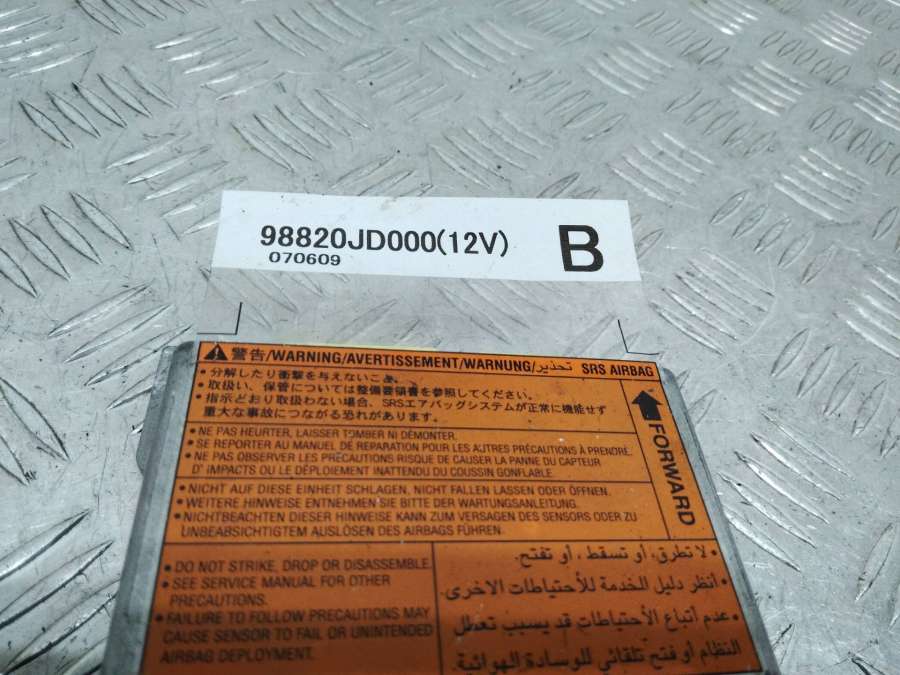 98820JD000(12V)
070609
B
警告/WARNING/AVERTISSEMENT/WARNUNG/تحذير SRS AIRBAG
• 分解したり衝撃を与えないこと。
• 取扱い、保管については整備要領書を参照してください。
• 指示どおり取扱わない場合、SRSエアバッグシステムが正常に機能せず
重大な事故につながる恐れがあります。
• NE PAS HEURTER, LAISSER TOMBER NI DÉMONTER.
• SE REPORTER AU MANUEL DE REPARATION POUR LES AUTRES PRÉCAUTIONS À PRENDRE.
• NE PAS OBSERVER LES PRÉCAUTIONS RISQUE DE CAUSER LA PANNE DU CAPTEUR
D' IMPACTS OU LE DÉPLOIEMENT INATTENDU DU COUSSIN GONFLABLE.
• NICHT AUF DIESE EINHEIT SCHLAGEN, NICHT FALLEN LASSEN ODER ÖFFNEN.
• WEITERE HINWEISE ENTNEHMEN SIE BITTE DER WARTUNGSANLEITUNG.
• NICHTBEACHTEN DIESER HINWEISE KANN ZUM VERSAGEN DES SENSORS ODER ZU
UNBEABSICHTIGTEM AUSLÖSEN DES AIRBAGS FÜHREN.
FORWARD
• DO NOT STRIKE, DROP OR DISASSEMBLE.
• SEE SERVICE MANUAL FOR OTHER
PRECAUTIONS.
• FAILURE TO FOLLOW PRECAUTIONS MAY
CAUSE SENSOR TO FAIL OR UNINTENDED
AIRBAG DEPLOYMENT.
• لا تطرق، أو تسقط، أو تفتح.
• أنظر دليل الخدمة للأحتياطات الاخرى.
• عدم أتباع الأحتياطات قد يسبب تعطل
النظام أو فتح تلقائي للوسادة الهوائية.